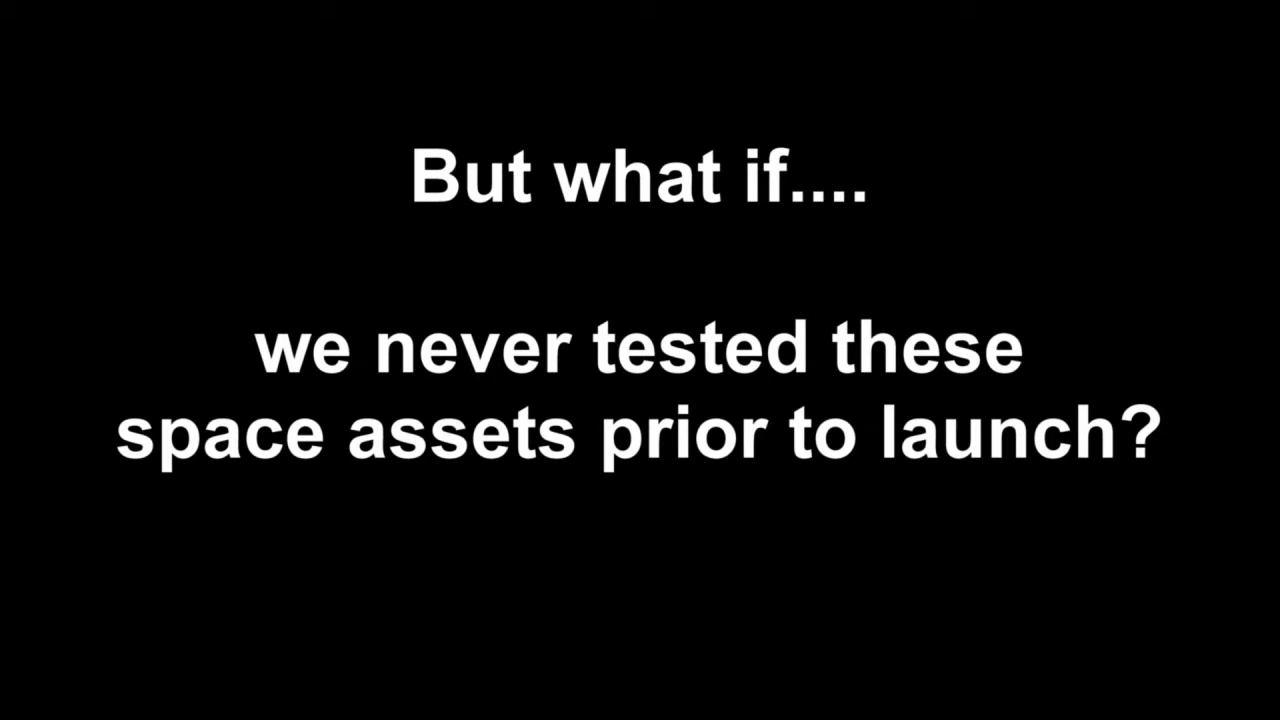 But what if....
we never tested these
space assets prior to launch?